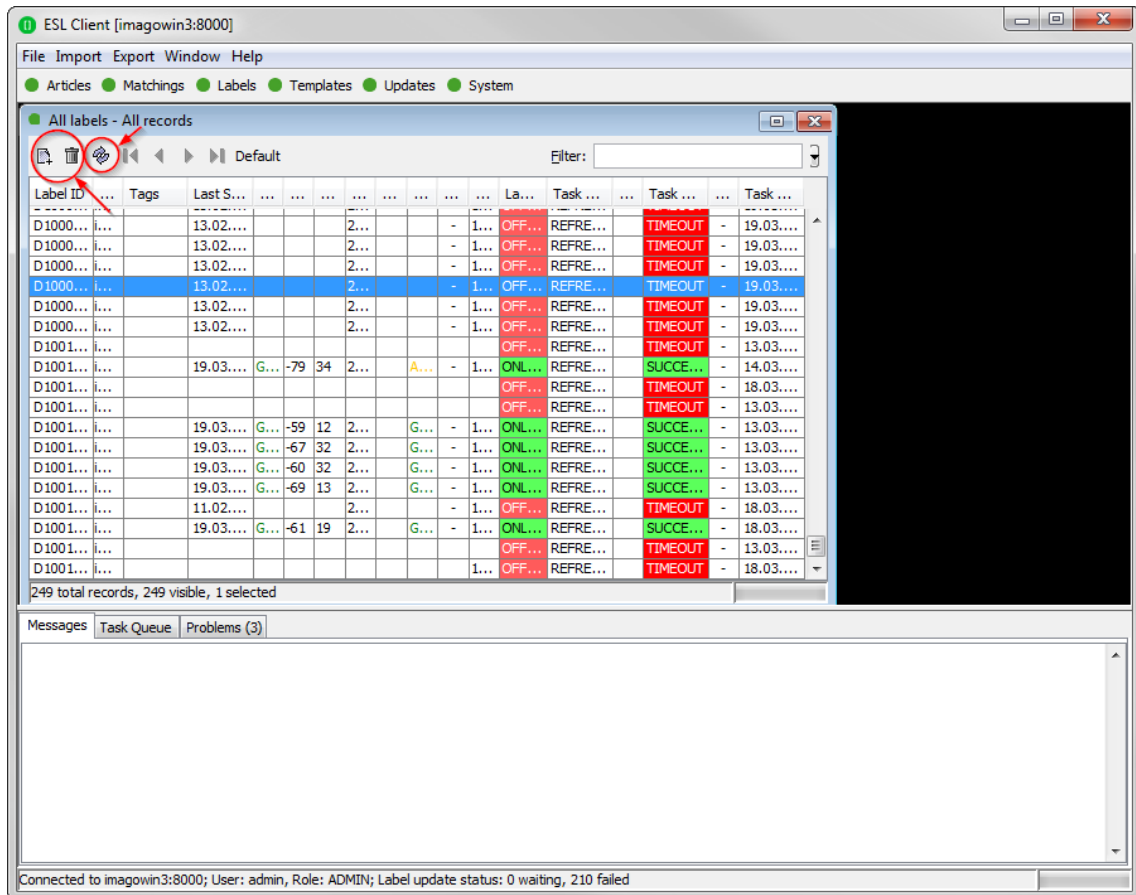 ESL Client [imagowin3:8000]
File Import Export Window Help
Articles Matchings Labels Templates Updates System
All labels - All records
Default Filter:
Label ID ... Tags Last S... ... ... ... ... ... ... ... ... La... Task ... ... Task ... ... Task ...
D1000... i... 13.02.... 2... - 1... OFF... REFRE... TIMEOUT - 19.03....
D1000... i... 13.02.... 2... - 1... OFF... REFRE... TIMEOUT - 19.03....
D1000... i... 13.02.... 2... - 1... OFF... REFRE... TIMEOUT - 19.03....
D1000... i... 13.02.... 2... - 1... OFF... REFRE... TIMEOUT - 19.03....
D1000... i... 13.02.... 2... - 1... OFF... REFRE... TIMEOUT - 19.03....
D1000... i... 13.02.... 2... - 1... OFF... REFRE... TIMEOUT - 19.03....
D1001... i... OFF... REFRE... TIMEOUT - 13.03....
D1001... i... 19.03.... G... -79 34 2... A... - 1... ONL... REFRE... SUCCE... - 14.03....
D1001... i... OFF... REFRE... TIMEOUT - 18.03....
D1001... i... OFF... REFRE... TIMEOUT - 13.03....
D1001... i... 19.03.... G... -59 12 2... G... - 1... ONL... REFRE... SUCCE... - 13.03....
D1001... i... 19.03.... G... -67 32 2... G... - 1... ONL... REFRE... SUCCE... - 13.03....
D1001... i... 19.03.... G... -60 32 2... G... - 1... ONL... REFRE... SUCCE... - 13.03....
D1001... i... 19.03.... G... -69 13 2... G... - 1... ONL... REFRE... SUCCE... - 13.03....
D1001... i... 11.02.... 2... - 1... OFF... REFRE... TIMEOUT - 18.03....
D1001... i... 19.03.... G... -61 19 2... G... - 1... ONL... REFRE... SUCCE... - 18.03....
D1001... i... OFF... REFRE... TIMEOUT - 13.03....
D1001... i... 1... OFF... REFRE... TIMEOUT - 18.03....
249 total records, 249 visible, 1 selected
Messages Task Queue Problems (3)
Connected to imagowin3:8000; User: admin, Role: ADMIN; Label update status: 0 waiting, 210 failed